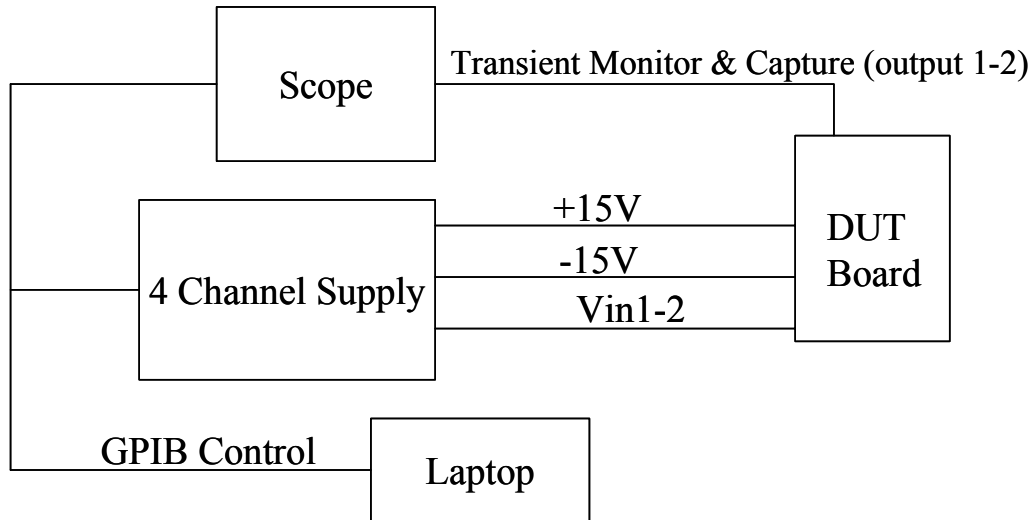 Scope
Transient Monitor & Capture (output 1-2)
+15V
-15V
Vin1-2
4 Channel Supply
DUT
Board
GPIB Control
Laptop